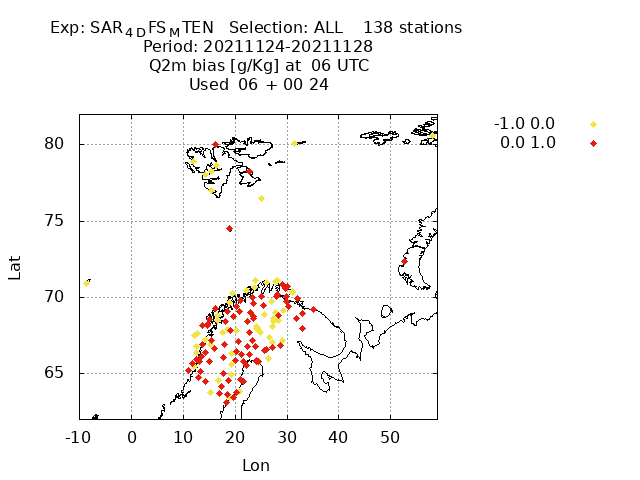 Exp: SAR4DFSMTEN Selection: ALL 138 stations
Period: 20211124-20211128
Q2m bias [g/Kg] at 06 UTC
Used 06 + 00 24
-1.0 0.0
0.0 1.0
80
75
70
65
Lat
-10 0 10 20 30 40 50
Lon